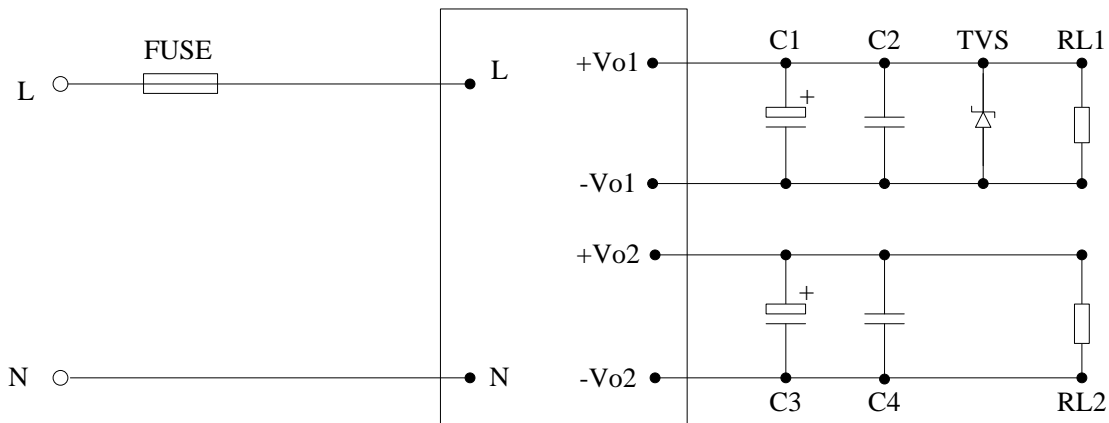 C1 C2 TVS RL1
FUSE
+Vo1
L
L
+
-Vo1
+Vo2
+
N
N
-Vo2
C3 C4 RL2